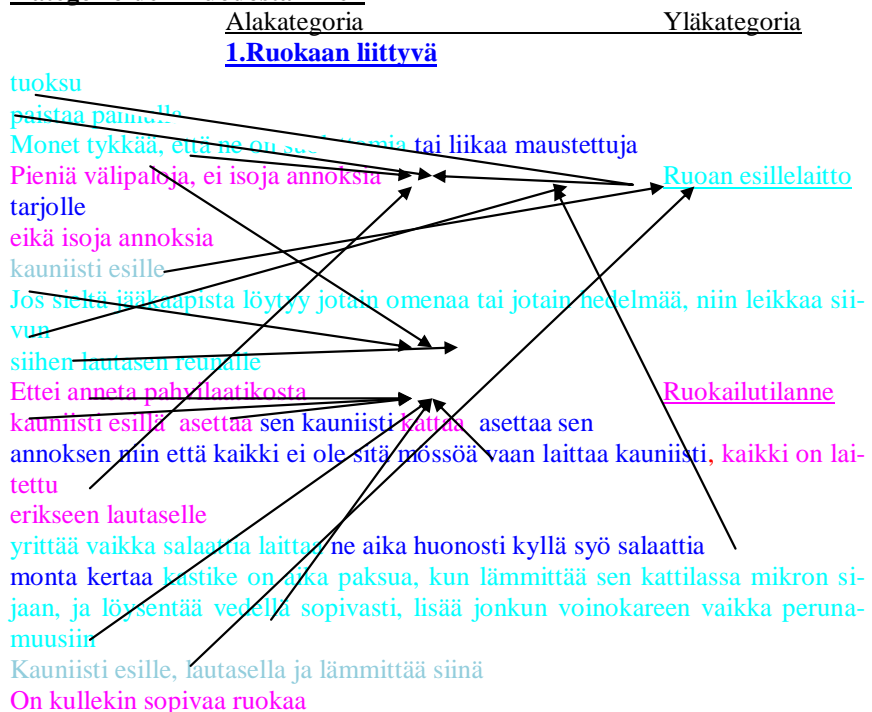 Alakategoria Yläkategoria
1.Ruokaan liittyvä
tuoksu
paistaa pannulla
Monet tykkää, että ne on tai liikaa maustettuja
Pieniä välipaloja, ei isoja annoksia Ruoan esillelaitto
tarjolle
eikä isoja annoksia
kauniisti esille
Jos sieltä jääkaapista löytyy jotain omenaa tai jotain hedelmää, niin leikkaa sii-
vun
siihen lautasen reunalle
Ettei anneta pahvilaatikosta Ruokailutilanne
kauniisti esillä asettaa sen kauniisti kattaa asettaa sen
annoksen niin että kaikki ei ole sitä mössöä vaan laittaa kauniisti, kaikki on lai-
tettu
erikseen lautaselle
yrittää vaikka salaattia laittaa ne aika huonosti kyllä syö salaattia
monta kertaa kastike on aika paksua, kun lämmittää sen kattilassa mikron si-
jaan, ja löysentää vedellä sopivasti, lisää jonkun voinokareen vaikka peruna-
muusiin
Kauniisti esille, lautasella ja lämmittää siinä
On kullekin sopivaa ruokaa